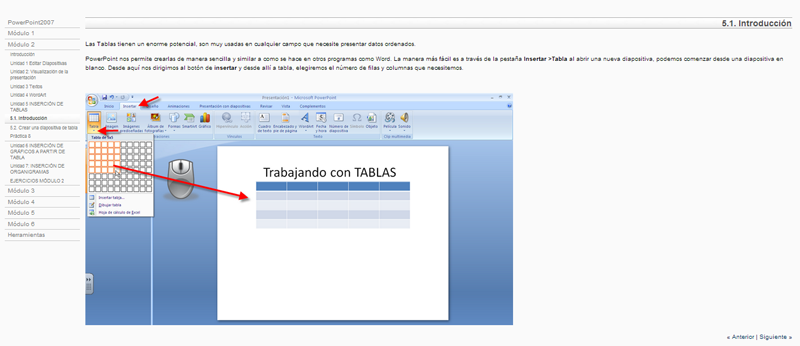 PowerPoint2007
Módulo 1
Módulo 2
Introducción
Unidad 1 Editar Diapositivas
Unidad 2: Visualización de la
presentación
Unidad 3 Textos
Unidad 4 WordArt
Unidad 5 INSERCIÓN DE
TABLAS
5.1. Introducción
5.2. Crear una diapositiva de tabla
Práctica 8
Unidad 6 INSERCIÓN DE
GRÁFICOS A PARTIR DE
TABLA
Unidad 7: INSERCIÓN DE
ORGANIGRAMAS
EJERCICIOS MÓDULO 2
Módulo 3
Módulo 4
Módulo 5
Módulo 6
Herramientas
5.1. Introducción
Las Tablas tienen un enorme potencial, son muy usadas en cualquier campo que necesite presentar datos ordenados.
PowerPoint nos permite crearlas de manera sencilla y similar a como se hace en otros programas como Word. La manera más fácil es a través de la pestaña Insertar >Tabla al abrir una nueva diapositiva, podemos comenzar desde una diapositiva en
blanco. Desde aquí nos dirigimos al botón de insertar y desde allí a tabla, elegiremos el número de filas y columnas que necesitemos.
Presentación1 - Microsoft PowerPoint
Inicio Insertar Animaciones Presentación con diapositivas Revisar Vista Complementos
Tabla Imagen Imágenes prediseñadas Álbum de fotografías Formas SmartArt Gráfico Hipervínculo Acción Cuadro de texto Encabezado y pie de página WordArt Fecha y hora Número de diapositiva Símbolo Objeto Película Sonido
Vínculos Texto Clip multimedia
Tabla de 5x5
Insertar tabla...
Dibujar tabla
Hoja de cálculo de Excel
Trabajando con TABLAS
« Anterior | Siguiente »